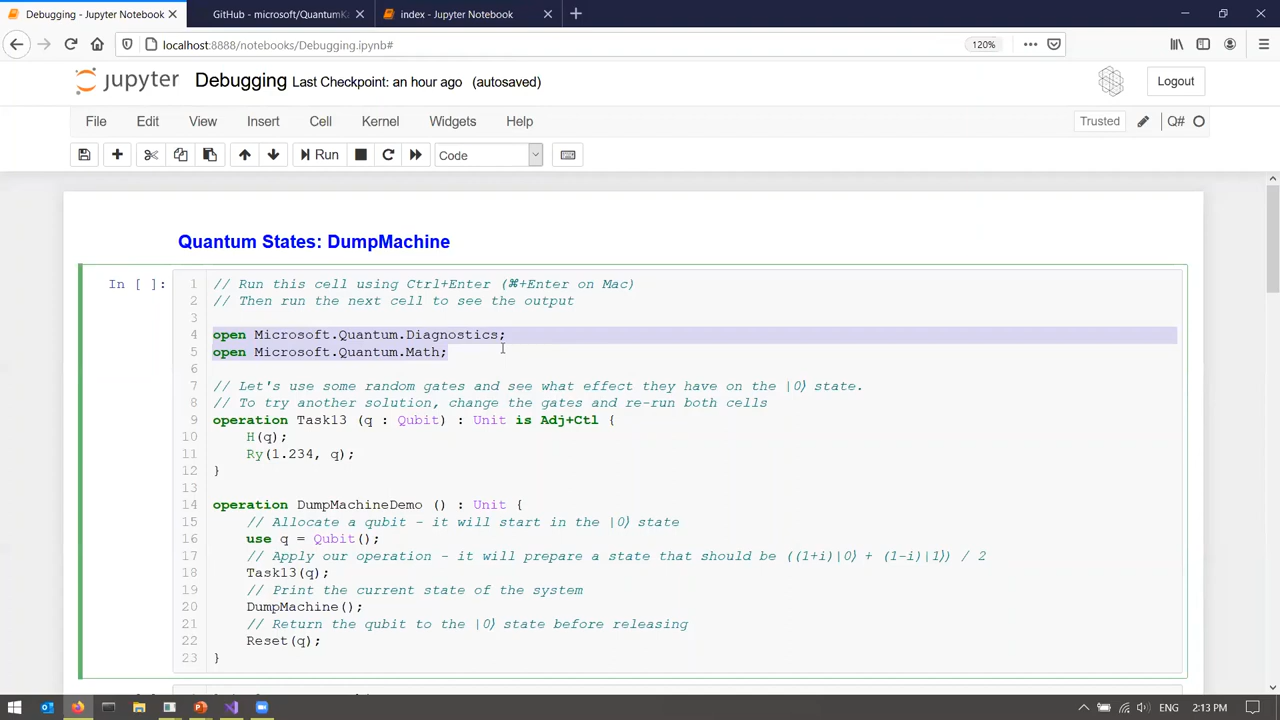 Debugging - Jupyter Notebook
GitHub - microsoft/QuantumKa
index - Jupyter Notebook
localhost:8888/notebooks/Debugging.ipynb#
120%
jupyter Debugging Last Checkpoint: an hour ago (autosaved)
Logout
File Edit View Insert Cell Kernel Widgets Help
Trusted
Q#
Run
Code
Quantum States: DumpMachine
In [ ]:
1 // Run this cell using Ctrl+Enter (⌘+Enter on Mac)
2 // Then run the next cell to see the output
3
4 open Microsoft.Quantum.Diagnostics;
5 open Microsoft.Quantum.Math;
6
7 // Let's use some random gates and see what effect they have on the |0⟩ state.
8 // To try another solution, change the gates and re-run both cells
9 operation Task13 (q : Qubit) : Unit is Adj+Ctl {
10 H(q);
11 Ry(1.234, q);
12 }
13
14 operation DumpMachineDemo () : Unit {
15 // Allocate a qubit - it will start in the |0⟩ state
16 use q = Qubit();
17 // Apply our operation - it will prepare a state that should be ((1+i)|0⟩ + (1-i)|1⟩) / 2
18 Task13(q);
19 // Print the current state of the system
20 DumpMachine();
21 // Return the qubit to the |0⟩ state before releasing
22 Reset(q);
23 }
ENG
2:13 PM